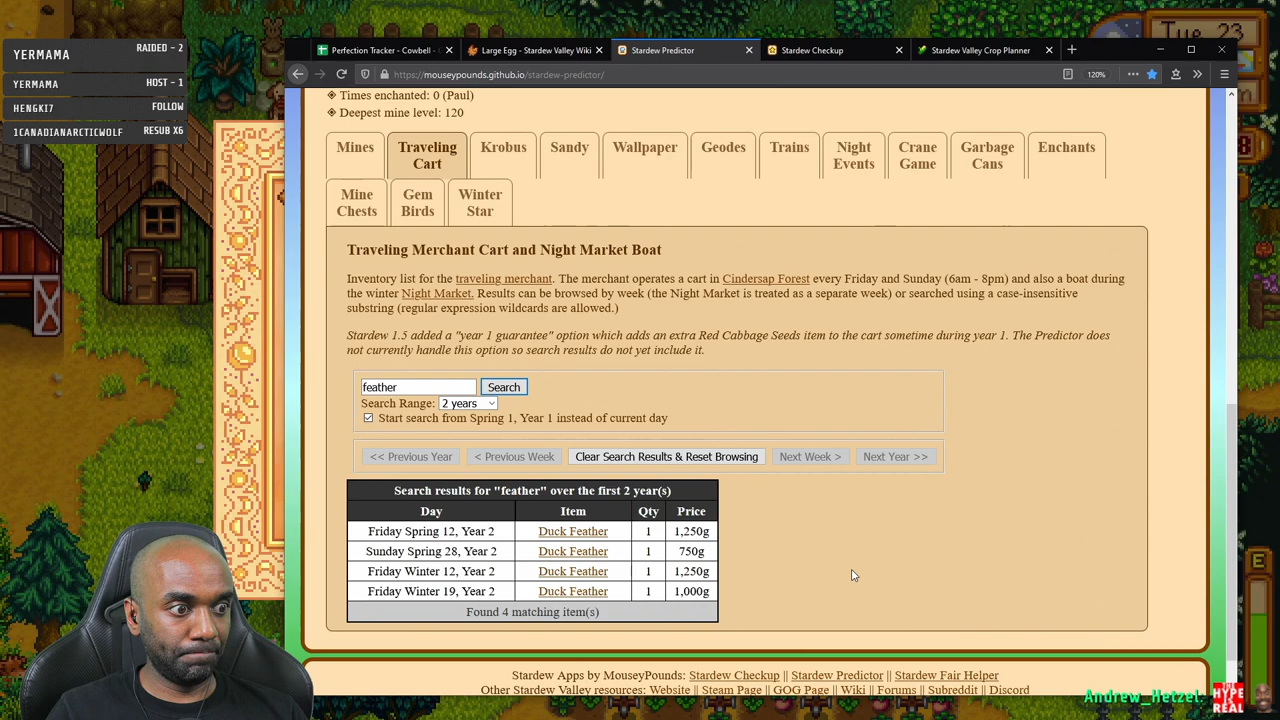 YERMAMA RAIDED - 2
YERMAMA HOST - 1
HENGKI7 FOLLOW
1CANADIANARCTICWOLF RESUB X6
Tue. 23
Perfection Tracker - Cowbell - G
Large Egg - Stardew Valley Wiki
Stardew Predictor
Stardew Checkup
Stardew Valley Crop Planner
https://mouseypounds.github.io/stardew-predictor/
120%
Times enchanted: 0 (Paul)
Deepest mine level: 120
Mines
Traveling Cart
Krobus
Sandy
Wallpaper
Geodes
Trains
Night Events
Crane Game
Garbage Cans
Enchants
Mine Chests
Gem Birds
Winter Star
Traveling Merchant Cart and Night Market Boat
Inventory list for the traveling merchant. The merchant operates a cart in Cindersap Forest every Friday and Sunday (6am - 8pm) and also a boat during
the winter Night Market. Results can be browsed by week (the Night Market is treated as a separate week) or searched using a case-insensitive
substring (regular expression wildcards are allowed.)
Stardew 1.5 added a "year 1 guarantee" option which adds an extra Red Cabbage Seeds item to the cart sometime during year 1. The Predictor does
not currently handle this option so search results do not yet include it.
feather Search
Search Range: 2 years
Start search from Spring 1, Year 1 instead of current day
<< Previous Year < Previous Week Clear Search Results & Reset Browsing Next Week > Next Year >>
Search results for "feather" over the first 2 year(s)
Day Item Qty Price
Friday Spring 12, Year 2 Duck Feather 1 1,250g
Sunday Spring 28, Year 2 Duck Feather 1 750g
Friday Winter 12, Year 2 Duck Feather 1 1,250g
Friday Winter 19, Year 2 Duck Feather 1 1,000g
Found 4 matching item(s)
Stardew Apps by MouseyPounds: Stardew Checkup || Stardew Predictor || Stardew Fair Helper
Other Stardew Valley resources: Website || Steam Page || GOG Page || Wiki || Forums || Subreddit || Discord
E
Andrew_Hetzel:
THE HYPE IS REAL